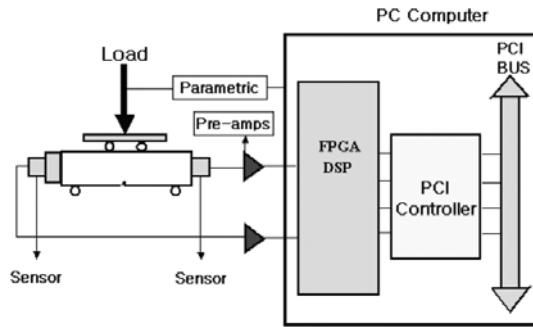 PC Computer
Load
PCI
BUS
Parametric
Pre-amps
FPGA
DSP
PCI
Controller
Sensor
Sensor